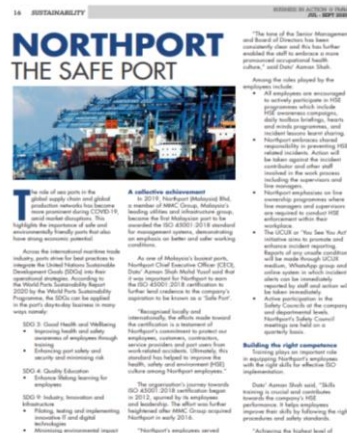 16 SUSTAINABILITY
BUSINESS IN ACTION
JUL - SEPT
NORTHPORT
THE SAFE PORT
The role of sea ports in the
global supply chain and global
production networks has become
more prominent during COVID-19,
amid market disruptions. This
highlights the importance of safe and
environmentally friendly ports that also
have strong economic potential.
Across the international maritime trade
industry, ports strive for best practices to
integrate the United Nations Sustainable
Development Goals (SDGs) into their
operational strategies. According to
the World Ports Sustainability Report
2020 by the World Ports Sustainability
Programme, the SDGs can be applied
in the port's day-to-day business in many
ways namely:
SDG 3: Good Health and Wellbeing
• Improving health and safety
awareness of employees through
training
• Enhancing port safety and
security and minimising risk
SDG 4: Quality Education
• Enhance lifelong learning for
employees
SDG 9: Industry, Innovation and
Infrastructure
• Piloting, testing and implementing
innovative IT and digital
technologies
• Minimising environmental impact
A collective achievement
In 2019, Northport (Malaysia) Bhd,
a member of MMC Group, Malaysia's
leading utilities and infrastructure group,
became the first Malaysian port to be
awarded the ISO 45001:2018 standard
for management systems, demonstrating
an emphasis on better and safer working
conditions.
As one of Malaysia's busiest ports,
Northport Chief Executive Officer (CEO),
Dato' Azman Shah Mohd Yusof said that
it was important for Northport to earn
the ISO 45001:2018 certification to
further lend credence to the company's
aspiration to be known as a 'Safe Port'.
"Recognised locally and
internationally, the efforts made toward
the certification is a testament of
Northport's commitment to protect our
employees, customers, contractors,
service providers and port users from
work-related accidents. Ultimately, this
standard has helped to improve the
health, safety and environment (HSE)
culture among Northport employees."
The organisation's journey towards
ISO 45001:2018 certification began
in 2012, spurred by its employees
and leadership. The effort was further
heightened after MMC Group acquired
Northport in early 2016.
"Northport's employees served
"The tone of the Senior Management
and Board of Directors has been
consistently clear and this has further
enabled the staff to embrace a more
pronounced occupational health
culture," said Dato' Azman Shah.
Among the roles played by the
employees include:
• All employees are encouraged
to actively participate in HSE
programmes which include
HSE awareness campaigns,
daily toolbox briefings, hearts
and minds programmes, and
incident lessons learnt sharing.
• Northport embraces shared
responsibility in preventing HSE
related incidents. Action will
be taken against the incident
contributor and other staff
involved in the work process
including the supervisors and
line managers.
• Northport emphasises on line
ownership programmes where
line managers and supervisors
are required to conduct HSE
enforcement within their
workplace.
• The UCUX or 'You See You Act'
initiative aims to promote and
enhance incident reporting.
Reports of any unsafe condition
will be made through UCUX
medium, WhatsApp group and
online system in which incident
alerts can be immediately
reported by staff and action will
be taken immediately.
• Active participation in the
Safety Councils at the company
and departmental levels.
Northport's Safety Council
meetings are held on a
quarterly basis.
Building the right competence
Training plays an important role
in equipping Northport's employees
with the right skills for effective ISO
implementation.
Dato' Azman Shah said, "Skills
training is crucial and contributes
towards the company's HSE
performance. It helps employees
improve their skills by following the right
procedures and safety standards.
"Achieving the highest level of